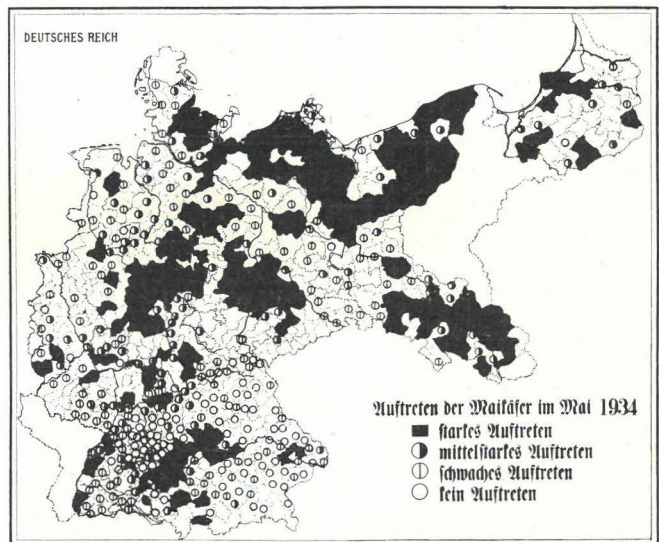 DEUTSCHES REICH
Auftreten der Maikäfer im Mai 1934
starkes Auftreten
mittelstarkes Auftreten
schwaches Auftreten
kein Auftreten